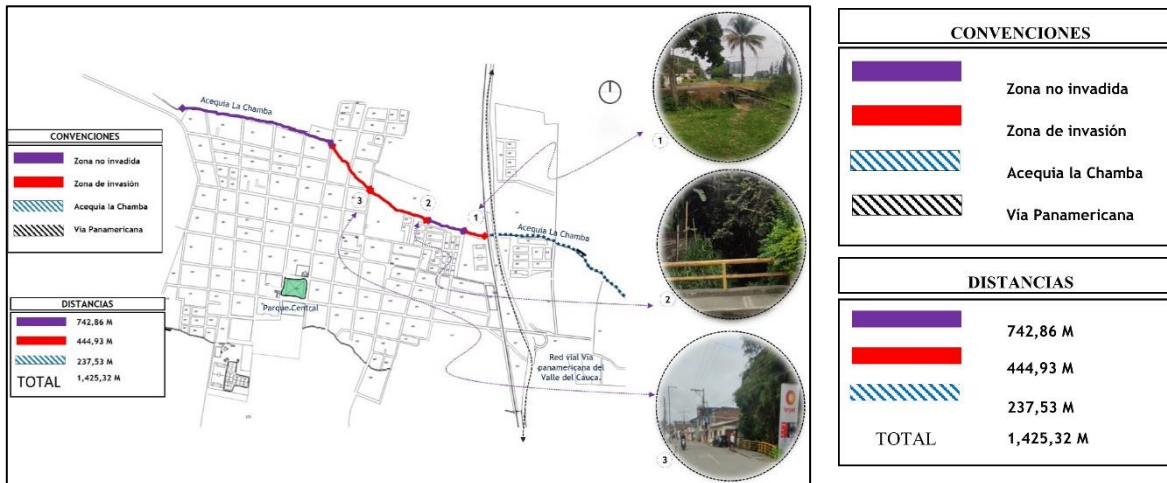 Acequia La Chamba
CONVENCIONES
Zona no invadida
Zona de invasión
Acequia la Chamba
Vía Panamericana
DISTANCIAS
742,86 M
444,93 M
237,53 M
TOTAL 1,425,32 M
Parque Central
3
2
1
Acequia La Chamba
Red vial Vía
panamericana del
Valle del Cauca.
1
2
3
CONVENCIONES
Zona no invadida
Zona de invasión
Acequia la Chamba
Vía Panamericana
DISTANCIAS
742,86 M
444,93 M
237,53 M
TOTAL 1,425,32 M